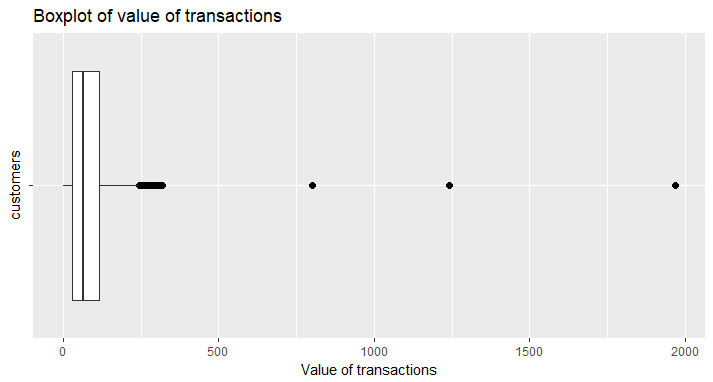 Boxplot of value of transactions
customers
0 500 1000 1500 2000
Value of transactions